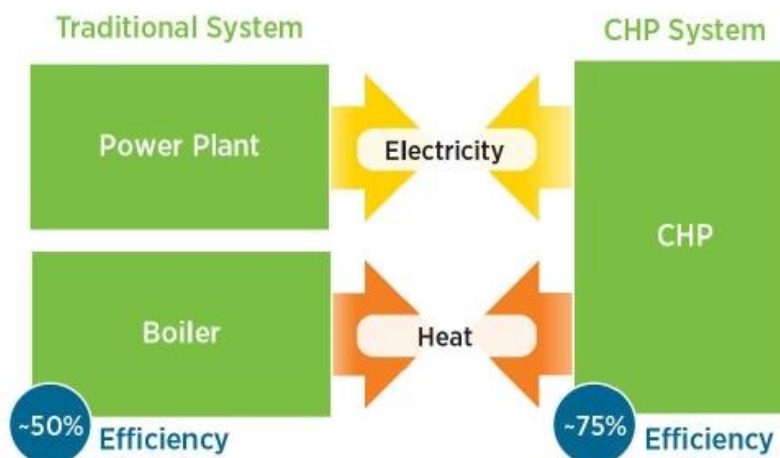 Traditional System
CHP System
Power Plant
Electricity
CHP
Boiler
Heat
~50% Efficiency
~75% Efficiency